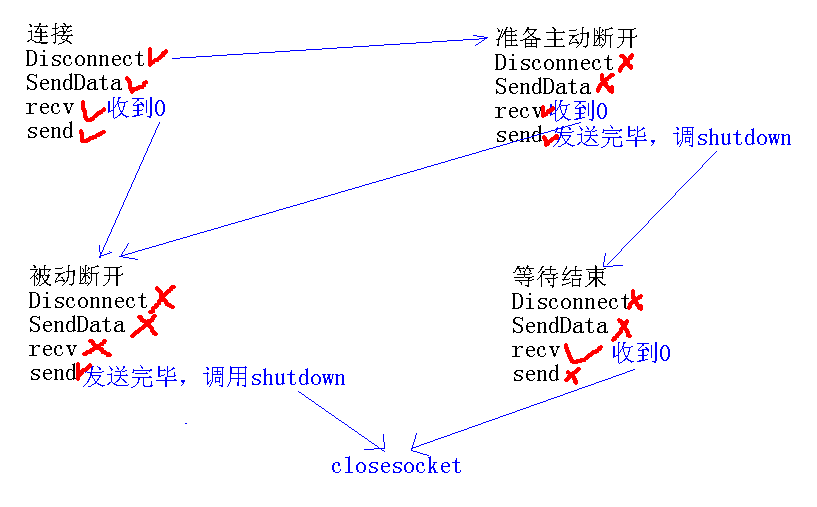 连接
Disconnect
SendData
recv 收到0
send
准备主动断开
Disconnect
SendData
recv 收到0
send 发送完毕，调shutdown
被动断开
Disconnect
SendData
recv
send 发送完毕，调用shutdown
等待结束
Disconnect
SendData
recv 收到0
send
closesocket